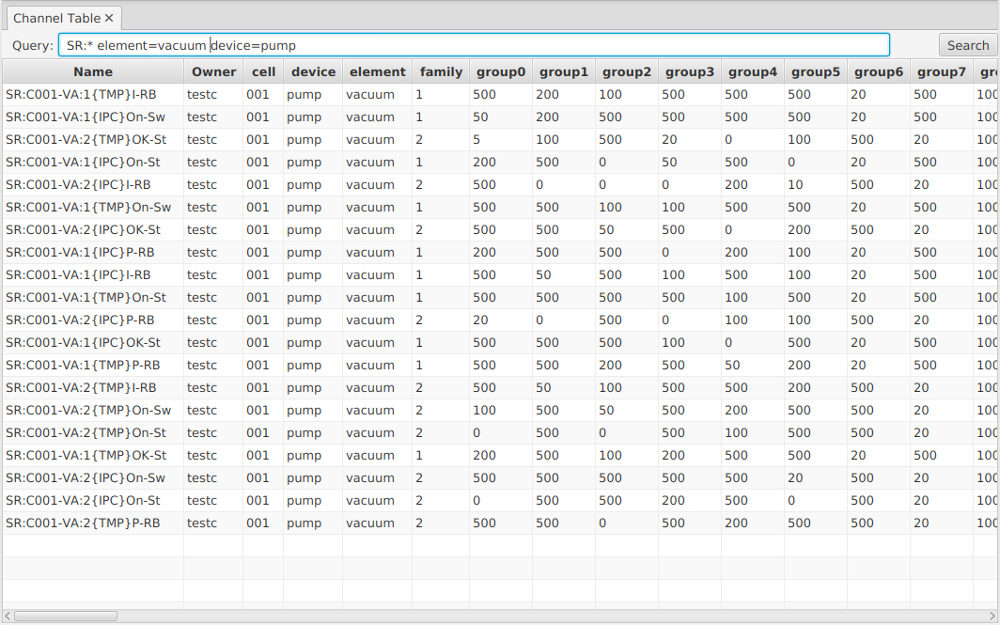 Channel Table ✕
Query: SR:* element=vacuum device=pump Search
Name Owner cell device element family group0 group1 group2 group3 group4 group5 group6 group7 gr
SR:C001-VA:1{TMP}I-RB testc 001 pump vacuum 1 500 200 100 500 500 500 20 500 100
SR:C001-VA:1{IPC}On-Sw testc 001 pump vacuum 1 50 200 500 500 500 500 20 500 100
SR:C001-VA:2{TMP}OK-St testc 001 pump vacuum 2 5 100 500 20 0 100 500 20 100
SR:C001-VA:1{IPC}On-St testc 001 pump vacuum 1 200 500 0 50 500 0 20 500 100
SR:C001-VA:2{IPC}I-RB testc 001 pump vacuum 2 500 0 0 0 200 10 500 20 100
SR:C001-VA:1{TMP}On-Sw testc 001 pump vacuum 1 500 500 100 100 500 500 20 500 100
SR:C001-VA:2{IPC}OK-St testc 001 pump vacuum 2 500 500 50 500 0 200 500 20 100
SR:C001-VA:1{IPC}P-RB testc 001 pump vacuum 1 200 500 500 0 200 100 20 500 100
SR:C001-VA:1{IPC}I-RB testc 001 pump vacuum 1 500 50 500 100 500 100 20 500 100
SR:C001-VA:1{TMP}On-St testc 001 pump vacuum 1 500 500 500 500 100 500 20 500 100
SR:C001-VA:2{IPC}P-RB testc 001 pump vacuum 2 20 0 500 0 100 100 500 20 100
SR:C001-VA:1{IPC}OK-St testc 001 pump vacuum 1 500 500 500 100 0 500 20 500 100
SR:C001-VA:1{TMP}P-RB testc 001 pump vacuum 1 500 500 200 500 50 200 20 500 100
SR:C001-VA:2{TMP}I-RB testc 001 pump vacuum 2 500 50 100 500 500 200 500 20 100
SR:C001-VA:2{TMP}On-Sw testc 001 pump vacuum 2 100 500 50 500 200 500 500 20 100
SR:C001-VA:2{TMP}On-St testc 001 pump vacuum 2 0 500 0 500 100 500 500 20 100
SR:C001-VA:1{TMP}OK-St testc 001 pump vacuum 1 200 500 100 200 500 500 20 500 100
SR:C001-VA:2{IPC}On-Sw testc 001 pump vacuum 2 500 500 500 500 500 20 500 20 100
SR:C001-VA:2{IPC}On-St testc 001 pump vacuum 2 0 500 500 200 500 0 500 20 100
SR:C001-VA:2{TMP}P-RB testc 001 pump vacuum 2 500 500 0 500 200 500 500 20 100